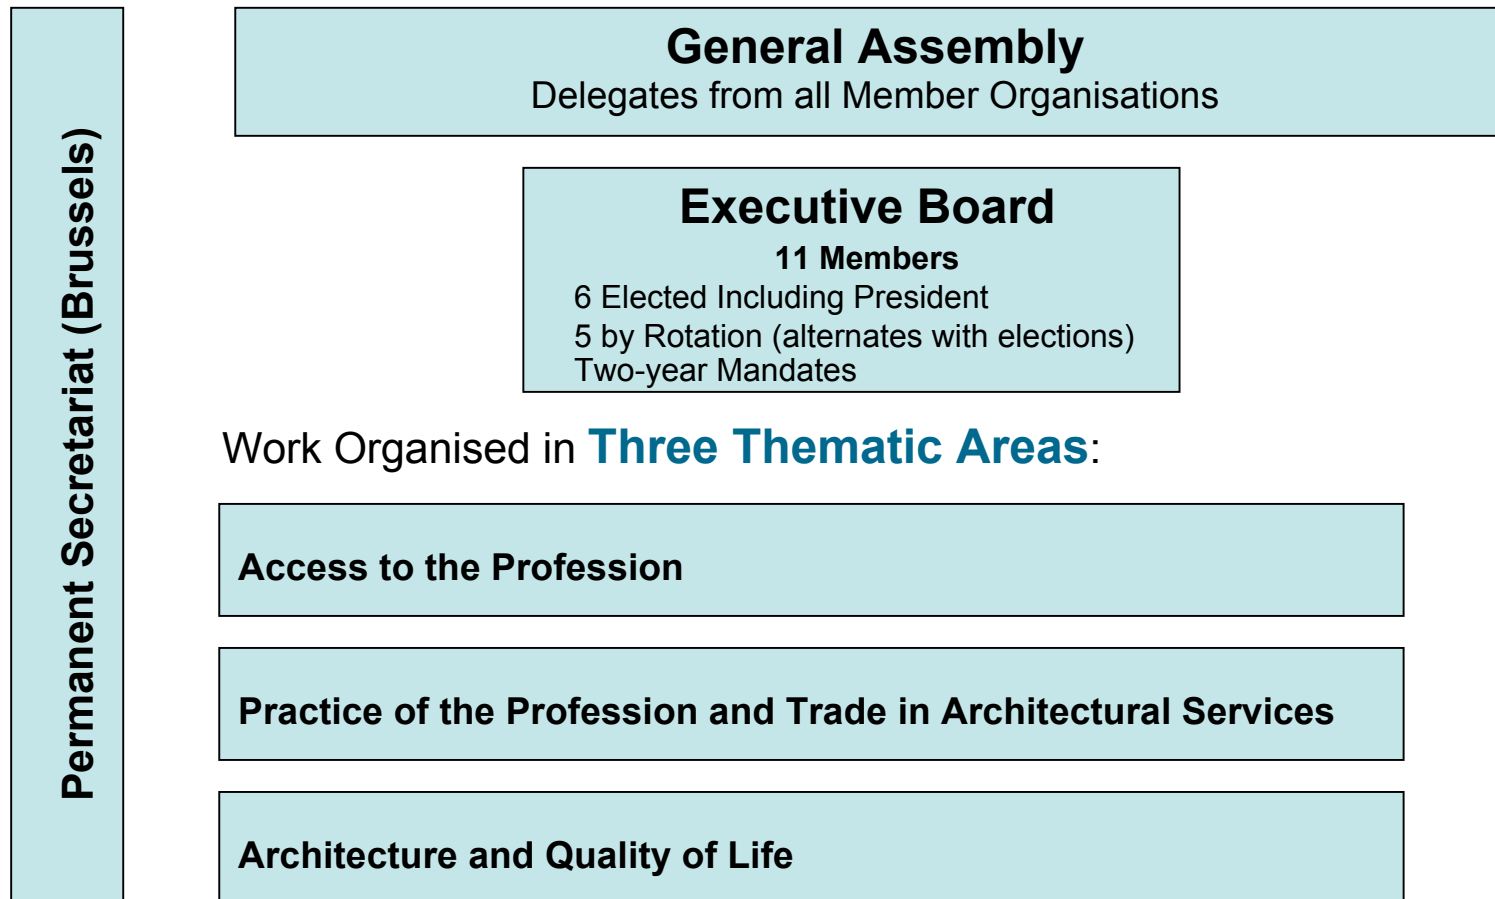 Permanent Secretariat (Brussels)
General Assembly
Delegates from all Member Organisations
Executive Board
11 Members
6 Elected Including President
5 by Rotation (alternates with elections)
Two-year Mandates
Work Organised in Three Thematic Areas:
Access to the Profession
Practice of the Profession and Trade in Architectural Services
Architecture and Quality of Life